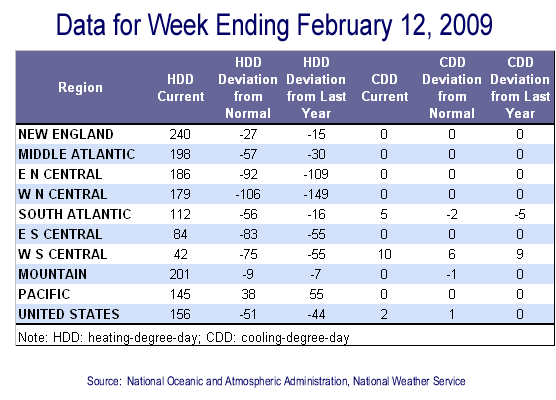 Data for Week Ending February 12, 2009
Region HDD Current HDD Deviation from Normal HDD Deviation from Last Year CDD Current CDD Deviation from Normal CDD Deviation from Last Year
NEW ENGLAND 240 -27 -15 0 0 0
MIDDLE ATLANTIC 198 -57 -30 0 0 0
E N CENTRAL 186 -92 -109 0 0 0
W N CENTRAL 179 -106 -149 0 0 0
SOUTH ATLANTIC 112 -56 -16 5 -2 -5
E S CENTRAL 84 -83 -55 0 0 0
W S CENTRAL 42 -75 -55 10 6 9
MOUNTAIN 201 -9 -7 0 -1 0
PACIFIC 145 38 55 0 0 0
UNITED STATES 156 -51 -44 2 1 0
Note: HDD: heating-degree-day; CDD: cooling-degree-day
Source: National Oceanic and Atmospheric Administration, National Weather Service